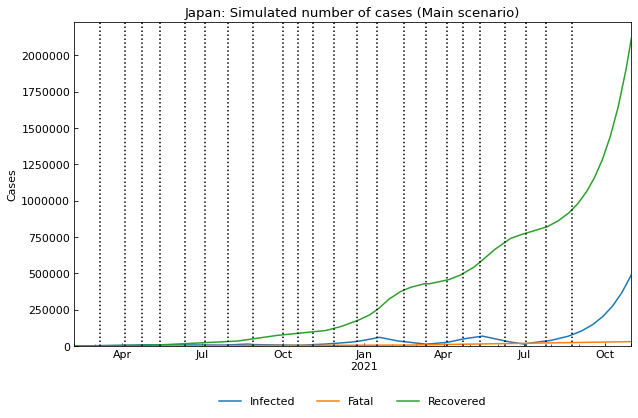 Japan: Simulated number of cases (Main scenario)
Cases
2000000
1750000
1500000
1250000
1000000
750000
500000
250000
0
Apr Jul Oct Jan Apr Jul Oct
2021
Infected Fatal Recovered